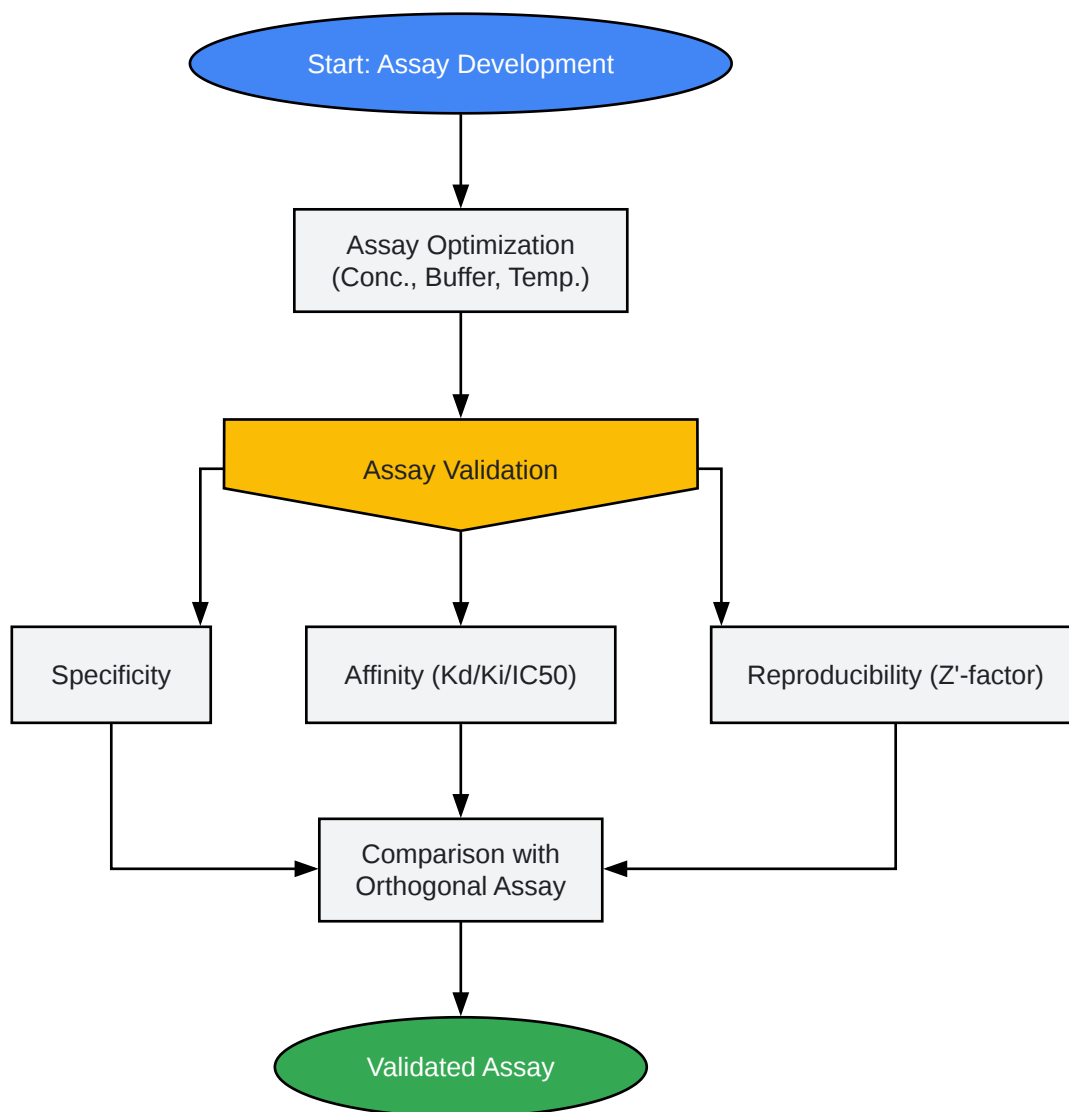 Start: Assay Development
Assay Optimization
(Conc., Buffer, Temp.)
Assay Validation
Specificity
Affinity (Kd/Ki/IC50)
Reproducibility (Z'-factor)
Comparison with
Orthogonal Assay
Validated Assay